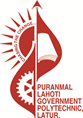 PURANMAL
LAHOTI
GOVERNMENT
POLYTECHNIC,
LATUR.